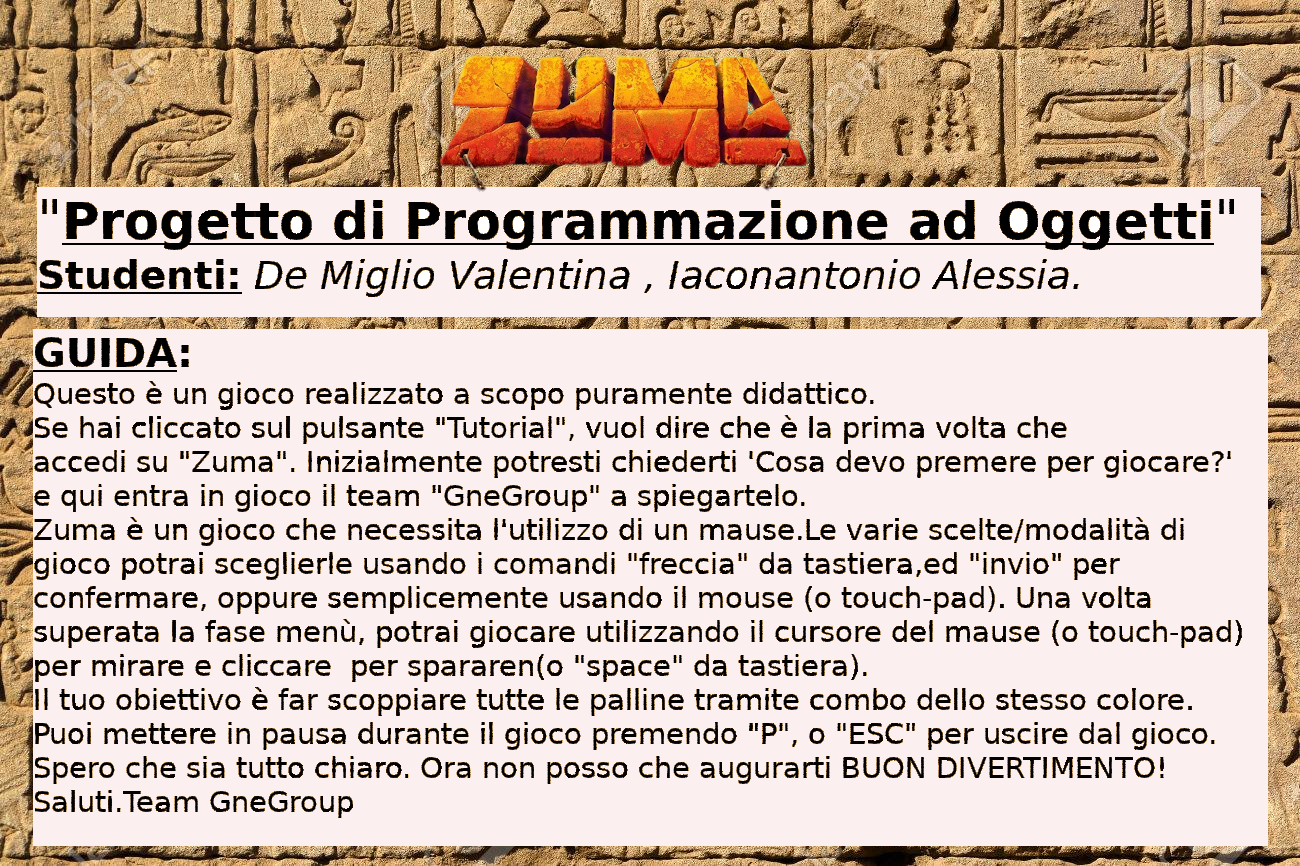 ZUMA
"Progetto di Programmazione ad Oggetti"
Studenti: De Miglio Valentina , Iaconantonio Alessia.
GUIDA:
Questo è un gioco realizzato a scopo puramente didattico.
Se hai cliccato sul pulsante "Tutorial", vuol dire che è la prima volta che
accedi su "Zuma". Inizialmente potresti chiederti 'Cosa devo premere per giocare?'
e qui entra in gioco il team "GneGroup" a spiegartelo.
Zuma è un gioco che necessita l'utilizzo di un mause.Le varie scelte/modalità di
gioco potrai sceglierle usando i comandi "freccia" da tastiera,ed "invio" per
confermare, oppure semplicemente usando il mouse (o touch-pad). Una volta
superata la fase menù, potrai giocare utilizzando il cursore del mause (o touch-pad)
per mirare e cliccare  per spararen(o "space" da tastiera).
Il tuo obiettivo è far scoppiare tutte le palline tramite combo dello stesso colore.
Puoi mettere in pausa durante il gioco premendo "P", o "ESC" per uscire dal gioco.
Spero che sia tutto chiaro. Ora non posso che augurarti BUON DIVERTIMENTO!
Saluti.Team GneGroup